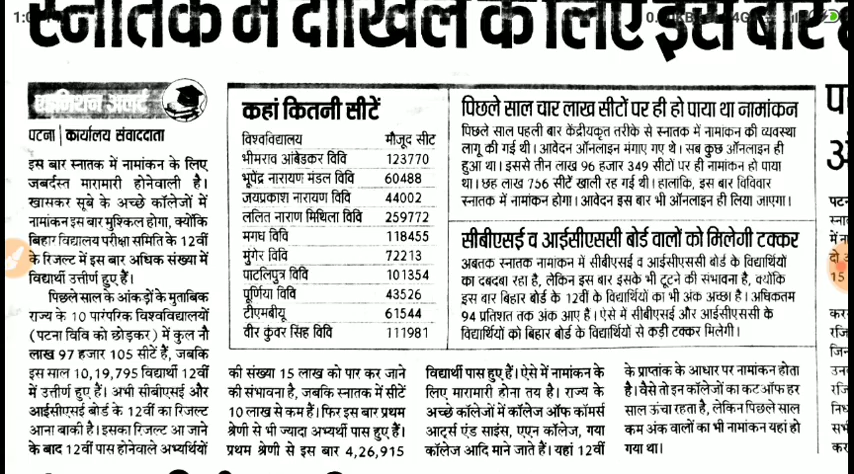 स्नातक में दाखिले के लिए इस बार
एडमिशन अलर्ट
पटना | कार्यालय संवाददाता
इस बार स्नातक में नामांकन के लिए
जबर्दस्त मारामारी होनेवाली है।
खासकर सूबे के अच्छे कॉलेजों में
नामांकन इस बार मुश्किल होगा, क्योंकि
बिहार विद्यालय परीक्षा समिति के 12वीं
के रिजल्ट में इस बार अधिक संख्या में
विद्यार्थी उत्तीर्ण हुए हैं।
पिछले साल के आंकड़ों के मुताबिक
राज्य के 10 पारंपरिक विश्वविद्यालयों
(पटना विवि को छोड़कर) में कुल नौ
लाख 97 हजार 105 सीटें हैं, जबकि
इस साल 10,19,795 विद्यार्थी 12वीं
में उत्तीर्ण हुए हैं। अभी सीबीएसई और
आईसीएसई बोर्ड के 12वीं का रिजल्ट
आना बाकी है। इसका रिजल्ट आ जाने
के बाद 12वीं पास होनेवाले अभ्यर्थियों
कहां कितनी सीटें
विश्वविद्यालय मौजूद सीट
भीमराव आंबेडकर विवि 123770
भूपेंद्र नारायण मंडल विवि 60488
जयप्रकाश नारायण विवि 44002
ललित नाराण मिथिला विवि 259772
मगध विवि 118455
मुंगेर विवि 72213
पाटलिपुत्र विवि 101354
पूर्णिया विवि 43526
टीएमबीयू 61544
वीर कुंवर सिंह विवि 111981
पिछले साल चार लाख सीटों पर ही हो पाया था नामांकन
पिछले साल पहली बार केंद्रीयकृत तरीके से स्नातक में नामांकन की व्यवस्था
लागू की गई थी। आवेदन ऑनलाइन मंगाए गए थे। सब कुछ ऑनलाइन ही
हुआ था। इससे तीन लाख 96 हजार 349 सीटों पर ही नामांकन हो पाया
था। छह लाख 756 सीटें खाली रह गई थी। हालांकि, इस बार विविवार
स्नातक में नामांकन होगा। आवेदन इस बार भी ऑनलाइन ही लिया जाएगा।
सीबीएसई व आईसीएससी बोर्ड वालों को मिलेगी टक्कर
अबतक स्नातक नामांकन में सीबीएसई व आईसीएससी बोर्ड के विद्यार्थियों
का दबदबा रहा है, लेकिन इस बार इसके भी टूटने की संभावना है, क्योंकि
इस बार बिहार बोर्ड के 12वीं के विद्यार्थियों का भी अंक अच्छा है। अधिकतम
94 प्रतिशत तक अंक आए है। ऐसे में सीबीएसई और आईसीएसई के
विद्यार्थियों को बिहार बोर्ड के विद्यार्थियों से कड़ी टक्कर मिलेगी।
की संख्या 15 लाख को पार कर जाने
की संभावना है, जबकि स्नातक में सीटें
10 लाख से कम हैं। फिर इस बार प्रथम
श्रेणी से भी ज्यादा अभ्यर्थी पास हुए हैं।
प्रथम श्रेणी से इस बार 4,26,915
विद्यार्थी पास हुए हैं। ऐसे में नामांकन के
लिए मारामारी होना तय है। राज्य के
अच्छे कॉलेजों में कॉलेज ऑफ कॉमर्स
आर्ट्स एंड साइंस, एएन कॉलेज, गया
कॉलेज आदि माने जाते हैं। यहां 12वीं
के प्राप्तांक के आधार पर नामांकन होता
है। वैसे तो इन कॉलेजों का कटऑफ हर
साल ऊंचा रहता है, लेकिन पिछले साल
कम अंक वालों का भी नामांकन यहां हो
गया था।